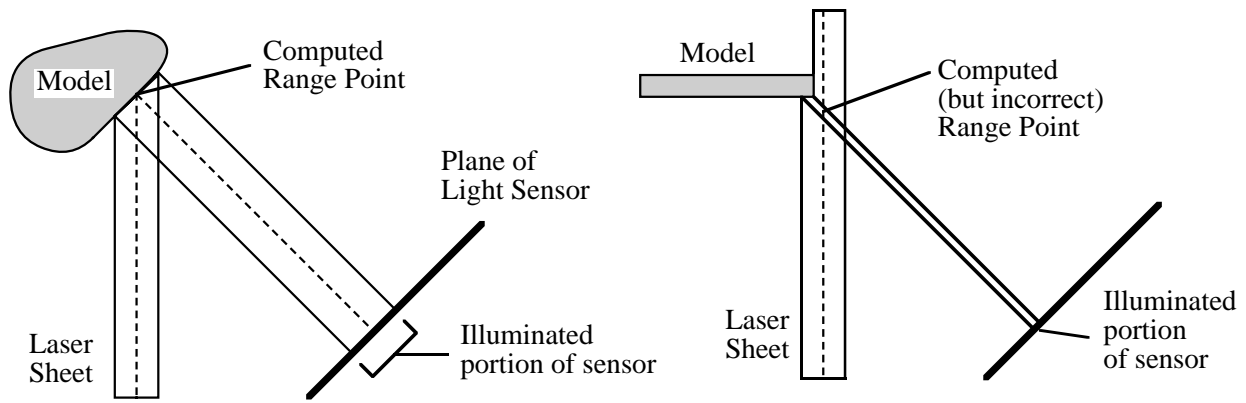 Model
Computed
Range Point
Plane of
Light Sensor
Laser
Sheet
Illuminated
portion of sensor
Model
Computed
(but incorrect)
Range Point
Laser
Sheet
Illuminated
portion
of sensor